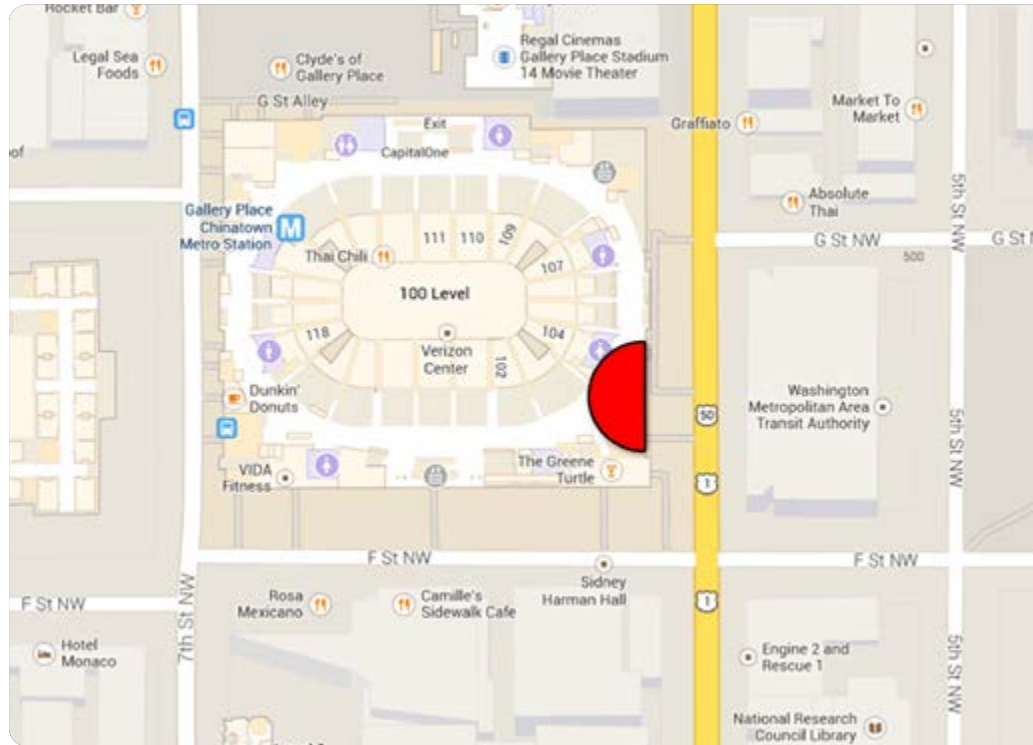 Rocket Bar
Legal Sea
Foods
Clyde's of
Gallery Place
Regal Cinemas
Gallery Place Stadium
14 Movie Theater
G St Alley
Exit
CapitalOne
Graffiato
Market To
Market
Absolute
Thai
5th St NW
G St NW
G St N
500
Gallery Place
Chinatown
Metro Station
M
Thai Chili
111
110
109
107
100 Level
118
104
102
Verizon
Center
Dunkin'
Donuts
50
Washington
Metropolitan Area
Transit Authority
5th St NW
VIDA
Fitness
The Greene
Turtle
1
F St NW
F St NW
Sidney
Harman Hall
7th St NW
F St NW
Rosa
Mexicano
Camille's
Sidewalk Cafe
1
Hotel
Monaco
Engine 2 and
Rescue 1
5th St NW
National Research
Council Library